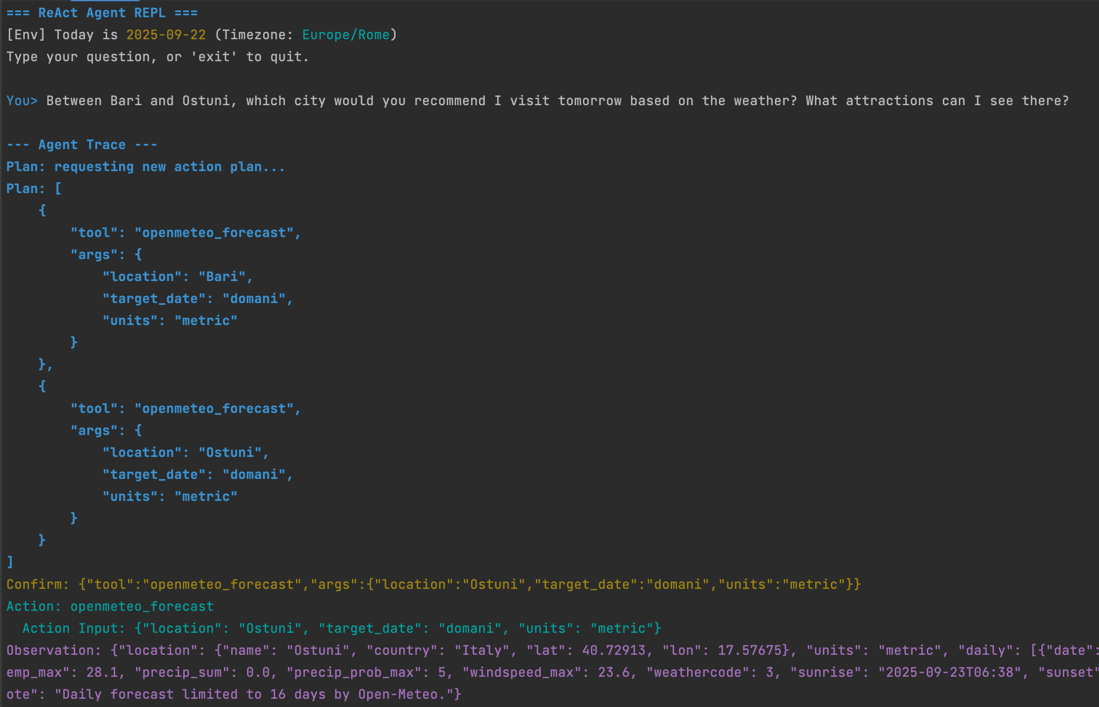 === ReAct Agent REPL ===
[Env] Today is 2025-09-22 (Timezone: Europe/Rome)
Type your question, or 'exit' to quit.
You> Between Bari and Ostuni, which city would you recommend I visit tomorrow based on the weather? What attractions can I see there?
--- Agent Trace ---
Plan: requesting new action plan...
Plan: [
    {
        "tool": "openmeteo_forecast",
        "args": {
            "location": "Bari",
            "target_date": "domani",
            "units": "metric"
        }
    },
    {
        "tool": "openmeteo_forecast",
        "args": {
            "location": "Ostuni",
            "target_date": "domani",
            "units": "metric"
        }
    }
]
Confirm: {"tool":"openmeteo_forecast","args":{"location":"Ostuni","target_date":"domani","units":"metric"}}
Action: openmeteo_forecast
  Action Input: {"location": "Ostuni", "target_date": "domani", "units": "metric"}
Observation: {"location": {"name": "Ostuni", "country": "Italy", "lat": 40.72913, "lon": 17.57675}, "units": "metric", "daily": [{"date":
emp_max": 28.1, "precip_sum": 0.0, "precip_prob_max": 5, "windspeed_max": 23.6, "weathercode": 3, "sunrise": "2025-09-23T06:38", "sunset"
ote": "Daily forecast limited to 16 days by Open-Meteo."}